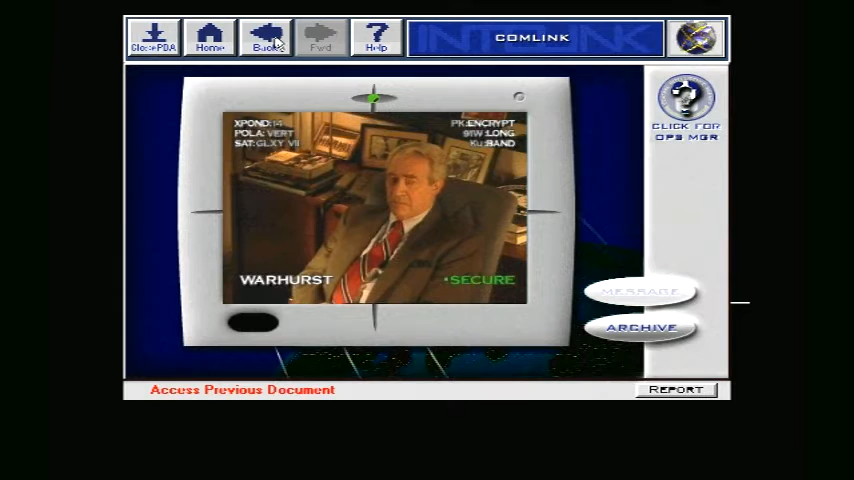 Close PDA
Home
Back
Fwd
Help
INTOLINK
COMLINK
CLICK FOR
OPS MGR
XPOND:14
POLA: VERT
SAT:GLXY VII
PK:ENCRYPT
91W:LONG
Ku:BAND
WARHURST
•SECURE
MESSAGE
ARCHIVE
Access Previous Document
REPORT